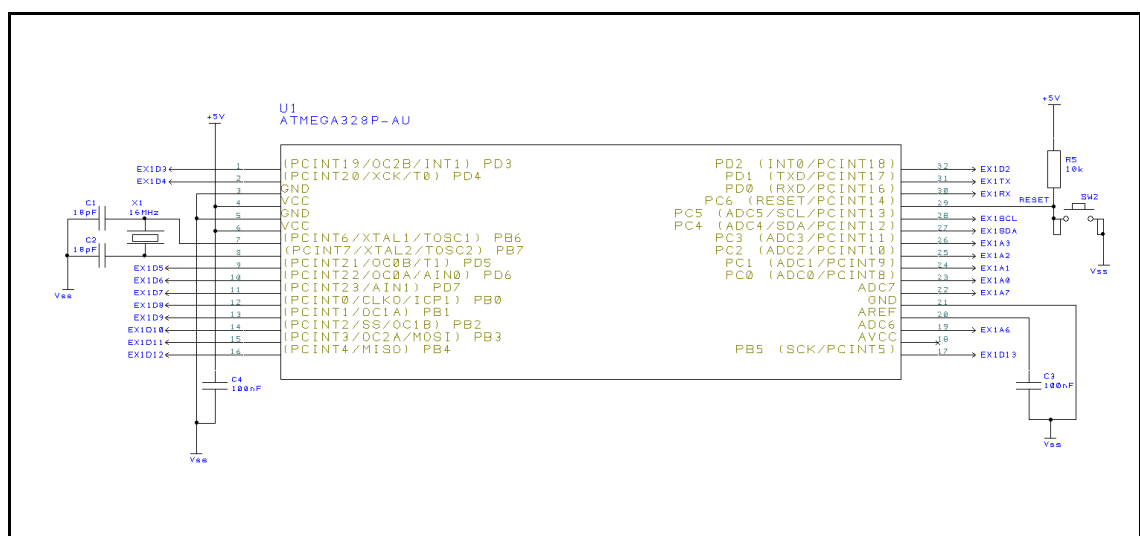 U1
ATMEGA328P-AU
+5V
+5V
EX1D3 1 (PCINT19/OC2B/INT1) PD3
EX1D4 2 (PCINT20/XCK/T0) PD4
3 GND
4 VCC
5 GND
6 VCC
7 (PCINT6/XTAL1/TOSC1) PB6
8 (PCINT7/XTAL2/TOSC2) PB7
EX1D5 9 (PCINT21/OC0B/T1) PD5
EX1D6 10 (PCINT22/OC0A/AIN0) PD6
EX1D7 11 (PCINT23/AIN1) PD7
EX1D8 12 (PCINT0/CLKO/ICP1) PB0
EX1D9 13 (PCINT1/OC1A) PB1
EX1D10 14 (PCINT2/SS/OC1B) PB2
EX1D11 15 (PCINT3/OC2A/MOSI) PB3
EX1D12 16 (PCINT4/MISO) PB4
C1
18pF
X1
16MHz
C2
18pF
Vss
C4
100nF
Vss
PD2 (INT0/PCINT18) 32 EX1D2
PD1 (TXD/PCINT17) 31 EX1TX
PD0 (RXD/PCINT16) 30 EX1RX
PC6 (RESET/PCINT14) 29 RESET
PC5 (ADC5/SCL/PCINT13) 28 EX1SCL
PC4 (ADC4/SDA/PCINT12) 27 EX1SDA
PC3 (ADC3/PCINT11) 26 EX1A3
PC2 (ADC2/PCINT10) 25 EX1A2
PC1 (ADC1/PCINT9) 24 EX1A1
PC0 (ADC0/PCINT8) 23 EX1A0
ADC7 22 EX1A7
GND 21
AREF 20
ADC6 19 EX1A6
AVCC 18
PB5 (SCK/PCINT5) 17 EX1D13
R5
10k
SW2
Vss
C3
100nF
Vss